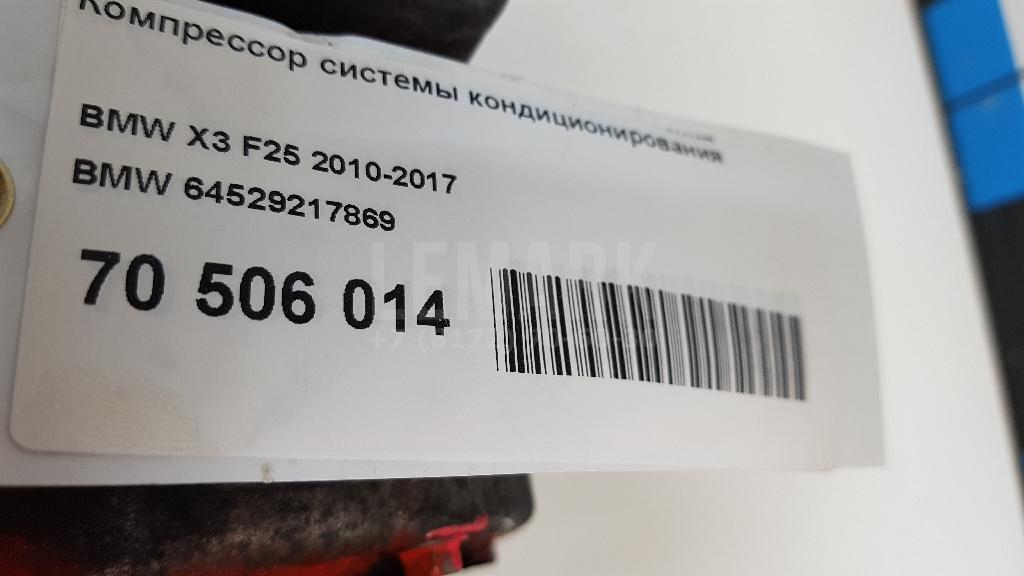 Компрессор системы кондиционирования
BMW X3 F25 2010-2017
BMW 64529217869
70 506 014
LEMARK